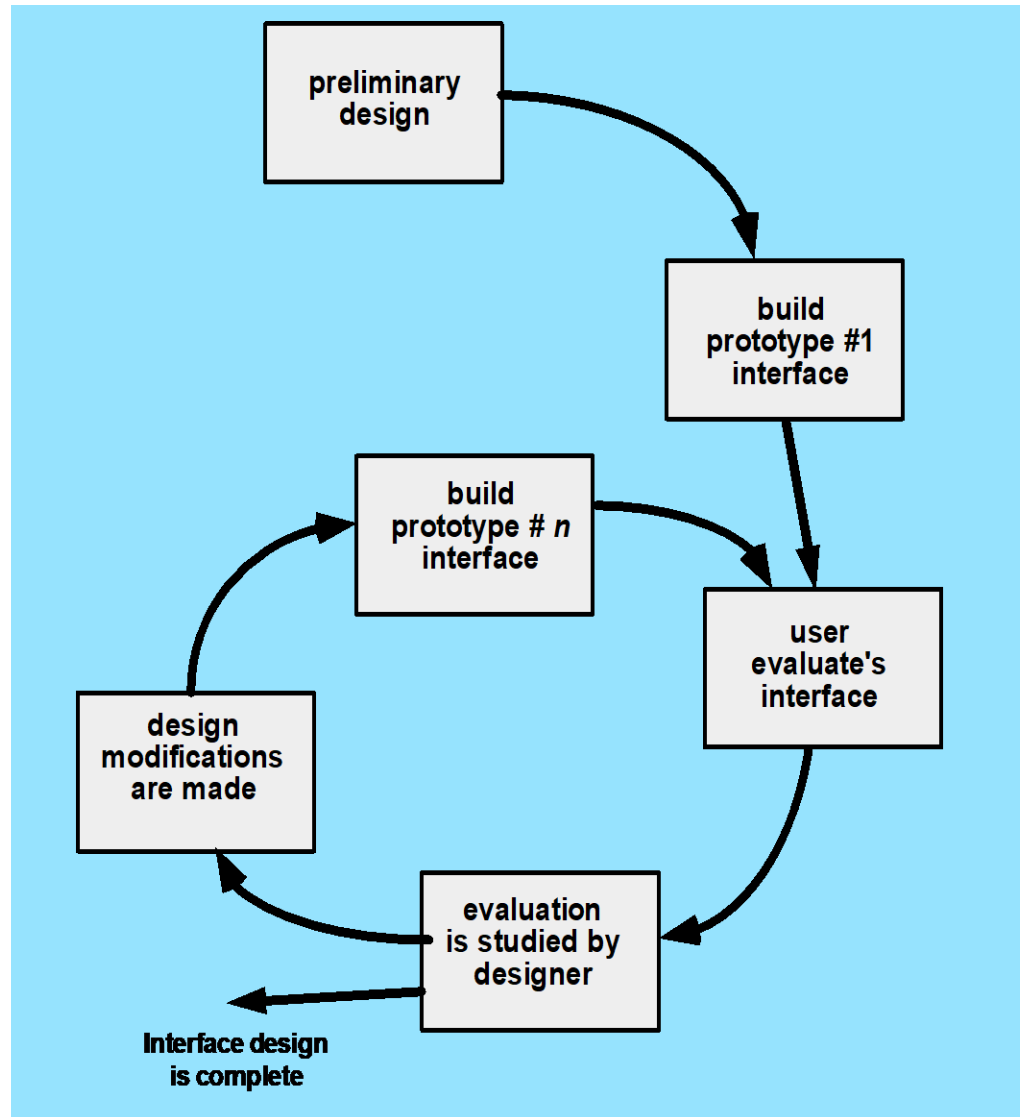 preliminary
design
build
prototype #1
interface
build
prototype # n
interface
user
evaluate's
interface
design
modifications
are made
evaluation
is studied by
designer
Interface design
is complete